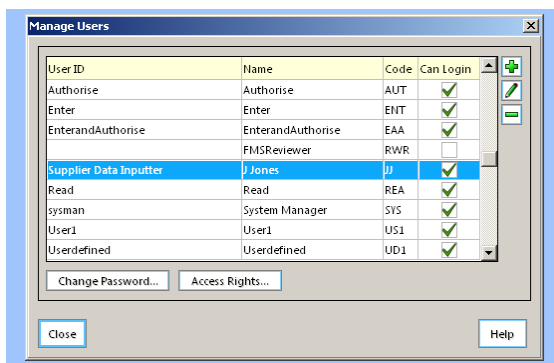 Manage Users
User ID Name Code Can Login
Authorise Authorise AUT
Enter Enter ENT
EnterandAuthorise EnterandAuthorise EAA
FMSReviewer RWR
Supplier Data Inputter J Jones JJ
Read Read REA
sysman System Manager SYS
User1 User1 US1
Userdefined Userdefined UD1
Change Password... Access Rights...
Close Help